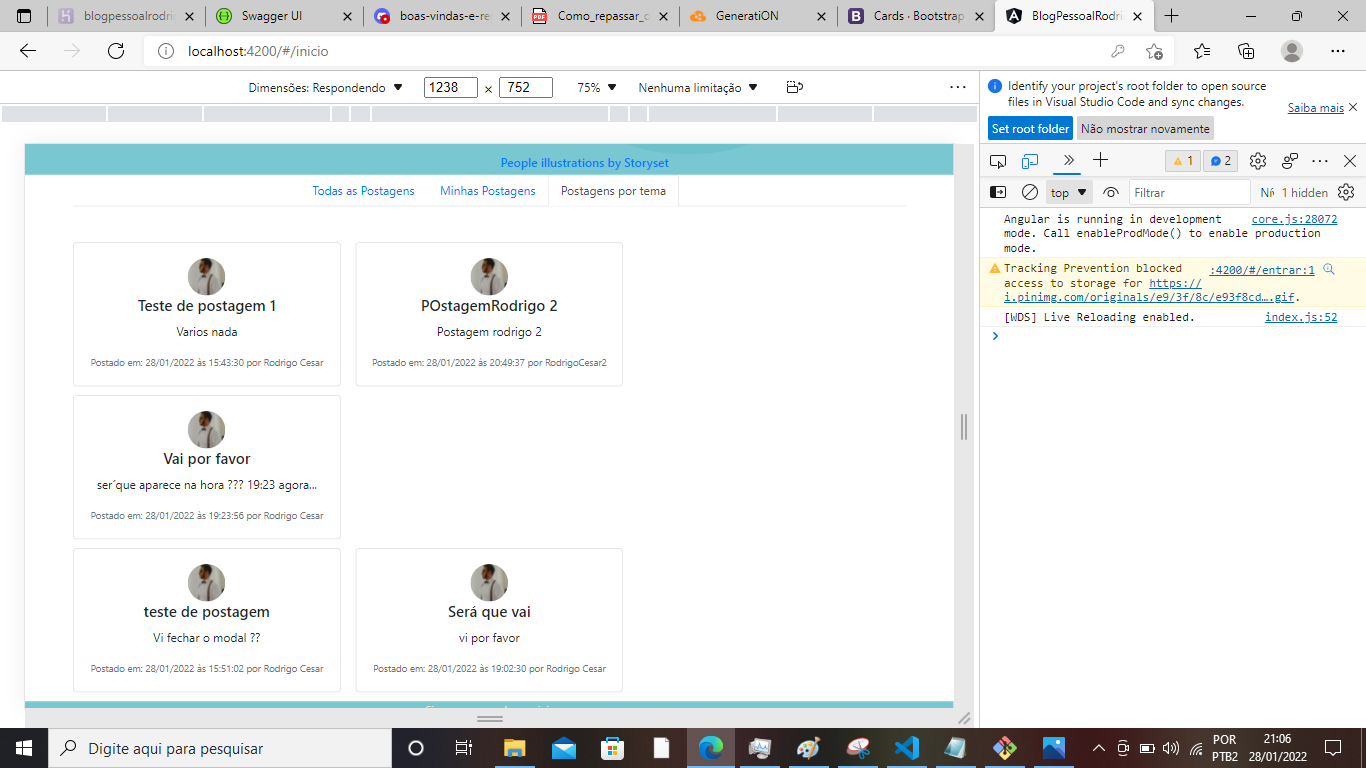 blogpessoalrodri
Swagger UI
boas-vindas-e-re
Como_repassar_c
GeneratiON
Cards · Bootstrap
BlogPessoalRodri
localhost:4200/#/inicio
Dimensões: Respondendo
1238 × 752
75%
Nenhuma limitação
People illustrations by Storyset
Todas as Postagens
Minhas Postagens
Postagens por tema
Teste de postagem 1
Varios nada
Postado em: 28/01/2022 às 15:43:30 por Rodrigo Cesar
POstagemRodrigo 2
Postagem rodrigo 2
Postado em: 28/01/2022 às 20:49:37 por RodrigoCesar2
Vai por favor
ser´que aparece na hora ??? 19:23 agora...
Postado em: 28/01/2022 às 19:23:56 por Rodrigo Cesar
teste de postagem
Vi fechar o modal ??
Postado em: 28/01/2022 às 15:51:02 por Rodrigo Cesar
Será que vai
vi por favor
Postado em: 28/01/2022 às 19:02:30 por Rodrigo Cesar
Identify your project's root folder to open source
files in Visual Studio Code and sync changes.
Saiba mais
Set root folder
Não mostrar novamente
1
2
top
Filtrar
1 hidden
Angular is running in development core.js:28072
mode. Call enableProdMode() to enable production
mode.
Tracking Prevention blocked :4200/#/entrar:1
access to storage for https://
i.pinimg.com/originals/e9/3f/8c/e93f8cd….gif.
[WDS] Live Reloading enabled. index.js:52
Digite aqui para pesquisar
POR
PTB2
21:06
28/01/2022